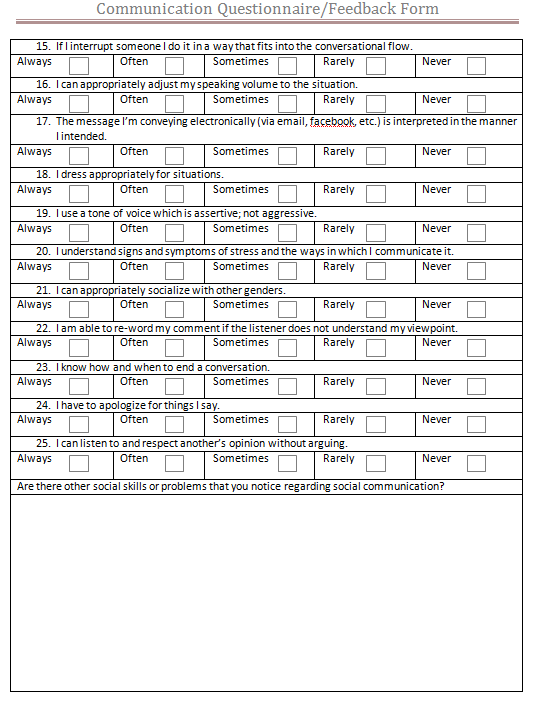 Communication Questionnaire/Feedback Form
15. If I interrupt someone I do it in a way that fits into the conversational flow.
Always Often Sometimes Rarely Never
16. I can appropriately adjust my speaking volume to the situation.
Always Often Sometimes Rarely Never
17. The message I'm conveying electronically (via email, facebook, etc.) is interpreted in the manner
I intended.
Always Often Sometimes Rarely Never
18. I dress appropriately for situations.
Always Often Sometimes Rarely Never
19. I use a tone of voice which is assertive; not aggressive.
Always Often Sometimes Rarely Never
20. I understand signs and symptoms of stress and the ways in which I communicate it.
Always Often Sometimes Rarely Never
21. I can appropriately socialize with other genders.
Always Often Sometimes Rarely Never
22. I am able to re-word my comment if the listener does not understand my viewpoint.
Always Often Sometimes Rarely Never
23. I know how and when to end a conversation.
Always Often Sometimes Rarely Never
24. I have to apologize for things I say.
Always Often Sometimes Rarely Never
25. I can listen to and respect another's opinion without arguing.
Always Often Sometimes Rarely Never
Are there other social skills or problems that you notice regarding social communication?